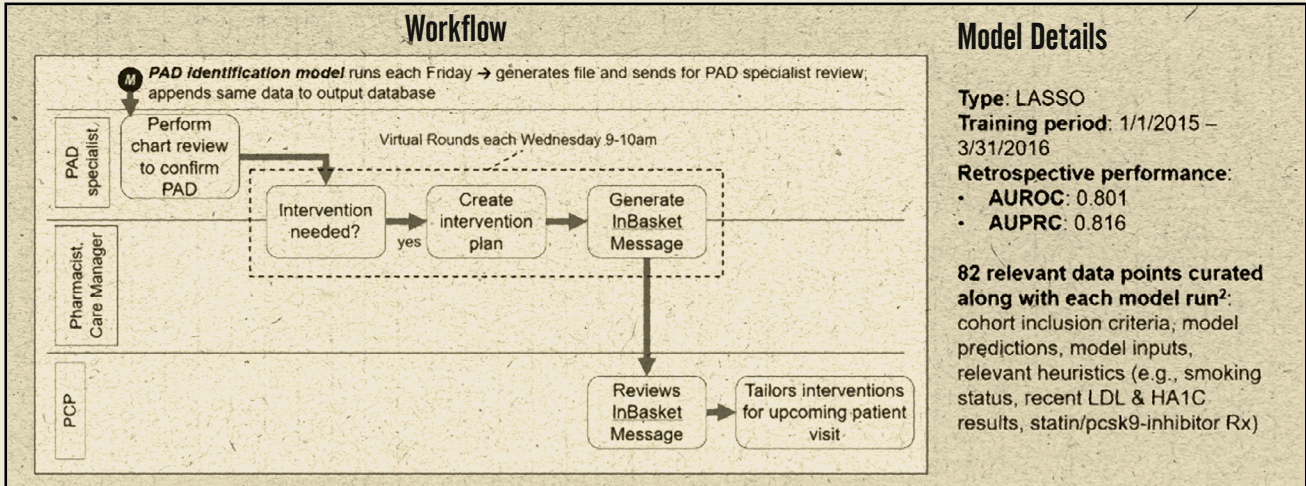 Workflow
M PAD identification model runs each Friday → generates file and sends for PAD specialist review;
appends same data to output database
PAD
specialist
Perform
chart review
to confirm
PAD
Virtual Rounds each Wednesday 9-10am
Intervention
needed?
yes
Create
intervention
plan
Generate
InBasket
Message
Pharmacist,
Care Manager
PCP
Reviews
InBasket
Message
Tailors interventions
for upcoming patient
visit
Model Details
Type: LASSO
Training period: 1/1/2015 –
3/31/2016
Retrospective performance:
• AUROC: 0.801
• AUPRC: 0.816
82 relevant data points curated
along with each model run²:
cohort inclusion criteria, model
predictions, model inputs,
relevant heuristics (e.g., smoking
status, recent LDL & HA1C
results, statin/pcsk9-inhibitor Rx)